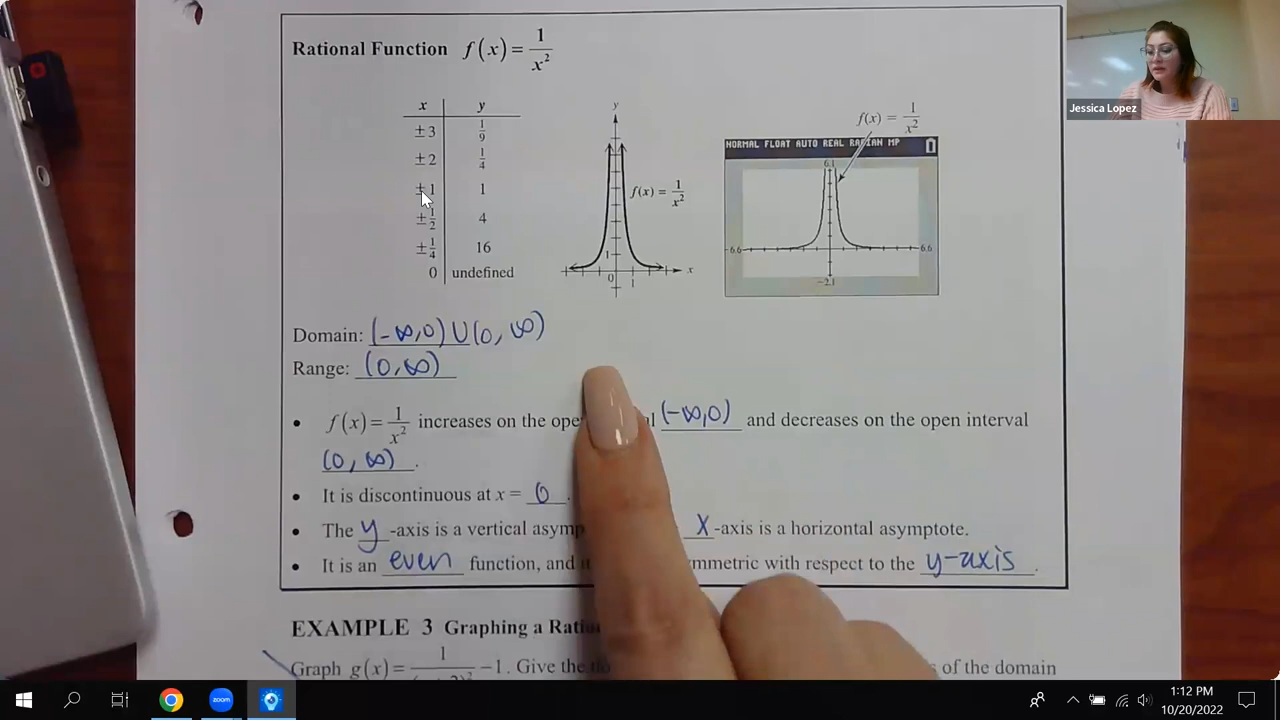 Rational Function f(x) = 1/x²
x y
±3 1/9
±2 1/4
±1 1
±1/2 4
±1/4 16
0 undefined
y
f(x) = 1/x²
1
0 1 x
f(x) = 1/x²
NORMAL FLOAT AUTO REAL RADIAN MP
6.1
-6.6 6.6
-2.1
Jessica Lopez
Domain: (-∞,0)∪(0, ∞)
Range: (0,∞)
• f(x) = 1/x² increases on the (-∞,0) and decreases on the open interval
(0, ∞).
• It is discontinuous at x = 0.
• The y-axis is a vertical x-axis is a horizontal asymptote.
• It is an even function, and with respect to the y-axis.
EXAMPLE 3 Graphing a
Graph g(x) = 1 -1. Give the of the domain
1:12 PM
zoom
10/20/2022